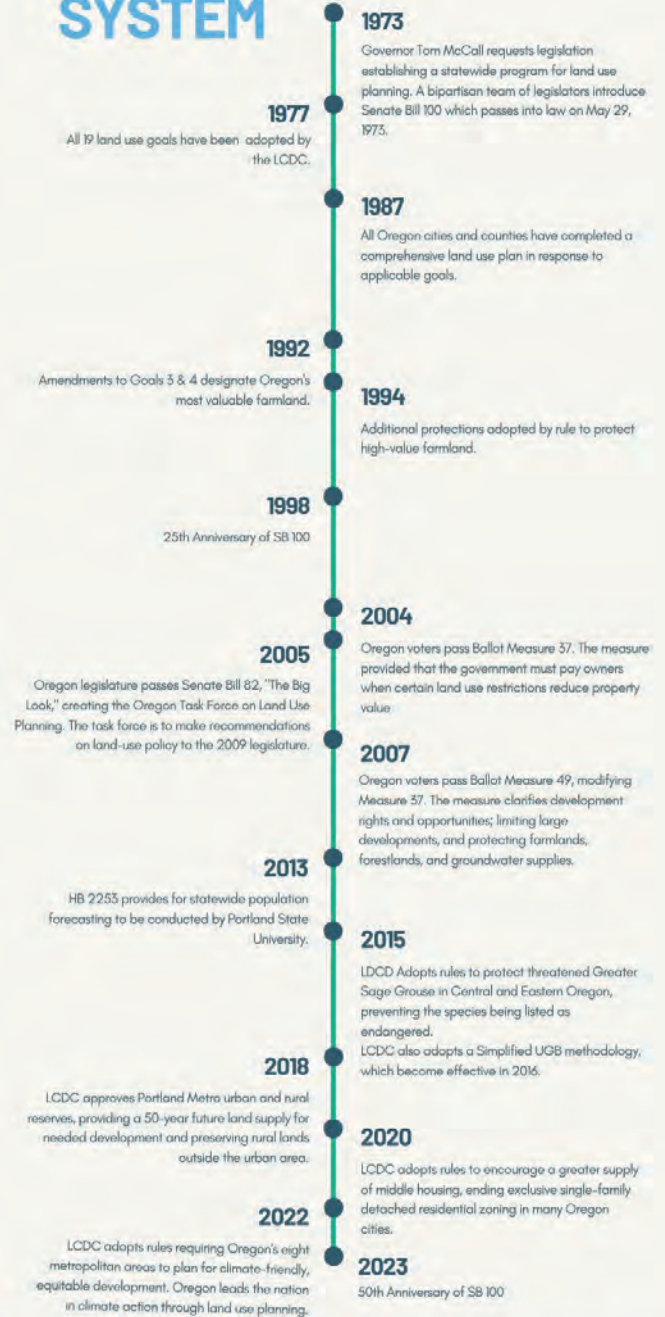 SYSTEM
1973
Governor Tom McCall requests legislation
establishing a statewide program for land use
planning. A bipartisan team of legislators introduce
Senate Bill 100 which passes into law on May 29,
1973.
1977
All 19 land use goals have been adopted by
the LCDC.
1987
All Oregon cities and counties have completed a
comprehensive land use plan in response to
applicable goals.
1992
Amendments to Goals 3 & 4 designate Oregon's
most valuable farmland.
1994
Additional protections adopted by rule to protect
high-value farmland.
1998
25th Anniversary of SB 100
2004
Oregon voters pass Ballot Measure 37. The measure
provided that the government must pay owners
when certain land use restrictions reduce property
value
2005
Oregon legislature passes Senate Bill 82, "The Big
Look," creating the Oregon Task Force on Land Use
Planning. The task force is to make recommendations
on land-use policy to the 2009 legislature.
2007
Oregon voters pass Ballot Measure 49, modifying
Measure 37. The measure clarifies development
rights and opportunities; limiting large
developments, and protecting farmlands,
forestlands, and groundwater supplies.
2013
HB 2253 provides for statewide population
forecasting to be conducted by Portland State
University.
2015
LDCD Adopts rules to protect threatened Greater
Sage Grouse in Central and Eastern Oregon,
preventing the species being listed as
endangered.
LCDC also adopts a Simplified UGB methodology,
which become effective in 2016.
2018
LCDC approves Portland Metro urban and rural
reserves, providing a 50-year future land supply for
needed development and preserving rural lands
outside the urban area.
2020
LCDC adopts rules to encourage a greater supply
of middle housing, ending exclusive single-family
detached residential zoning in many Oregon
cities.
2022
LCDC adopts rules requiring Oregon's eight
metropolitan areas to plan for climate-friendly,
equitable development. Oregon leads the nation
in climate action through land use planning.
2023
50th Anniversary of SB 100